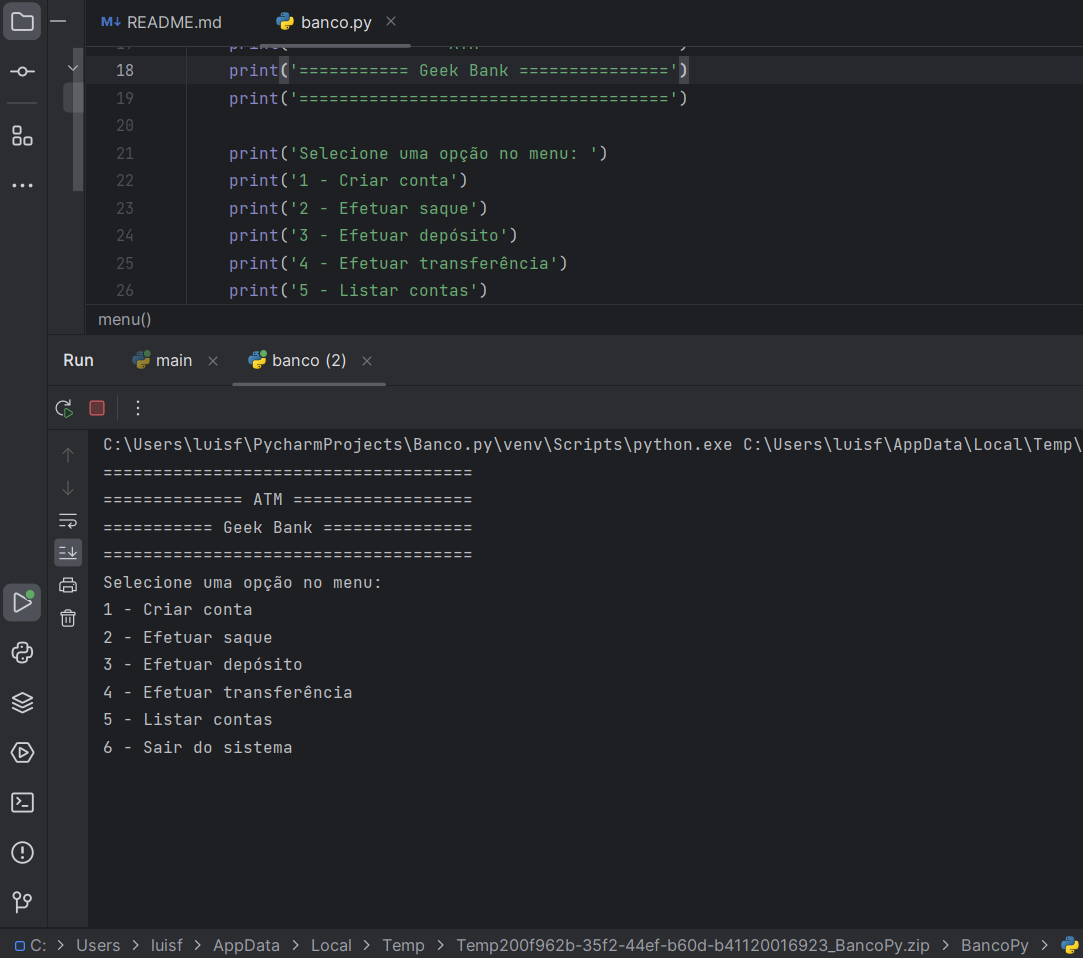 README.md banco.py
18 print('=========== Geek Bank ===============')
19 print('=====================================')
20
21 print('Selecione uma opção no menu: ')
22 print('1 - Criar conta')
23 print('2 - Efetuar saque')
24 print('3 - Efetuar depósito')
25 print('4 - Efetuar transferência')
26 print('5 - Listar contas')
menu()
Run main banco (2)
C:\Users\luisf\PycharmProjects\Banco.py\venv\Scripts\python.exe C:\Users\luisf\AppData\Local\Temp\
=====================================
============== ATM ==================
=========== Geek Bank ===============
=====================================
Selecione uma opção no menu:
1 - Criar conta
2 - Efetuar saque
3 - Efetuar depósito
4 - Efetuar transferência
5 - Listar contas
6 - Sair do sistema
C: > Users > luisf > AppData > Local > Temp > Temp200f962b-35f2-44ef-b60d-b41120016923_BancoPy.zip > BancoPy >